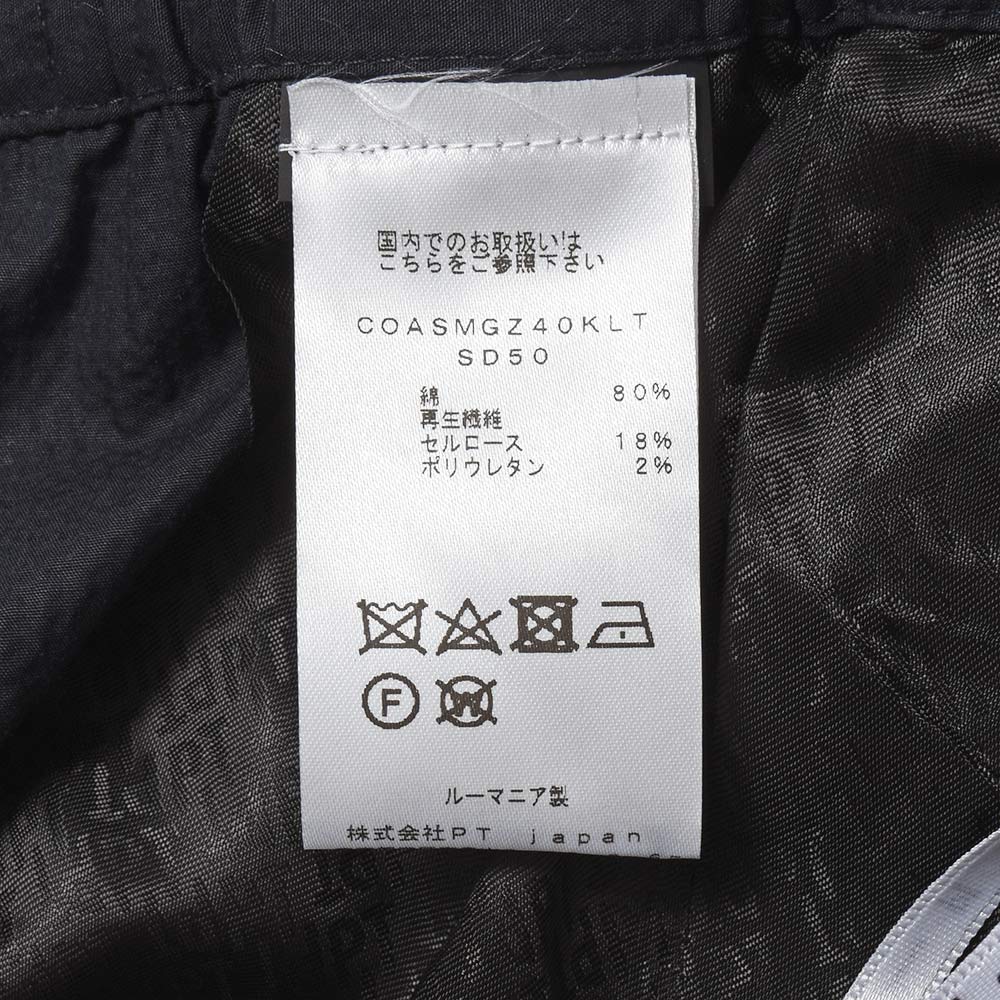 国内でのお取扱いは
こちらをご参照下さい
COASMGZ40KLT
SD50
綿 80%
再生繊維
セルロース 18%
ポリウレタン 2%
F
W
ルーマニア製
株式会社PT japan